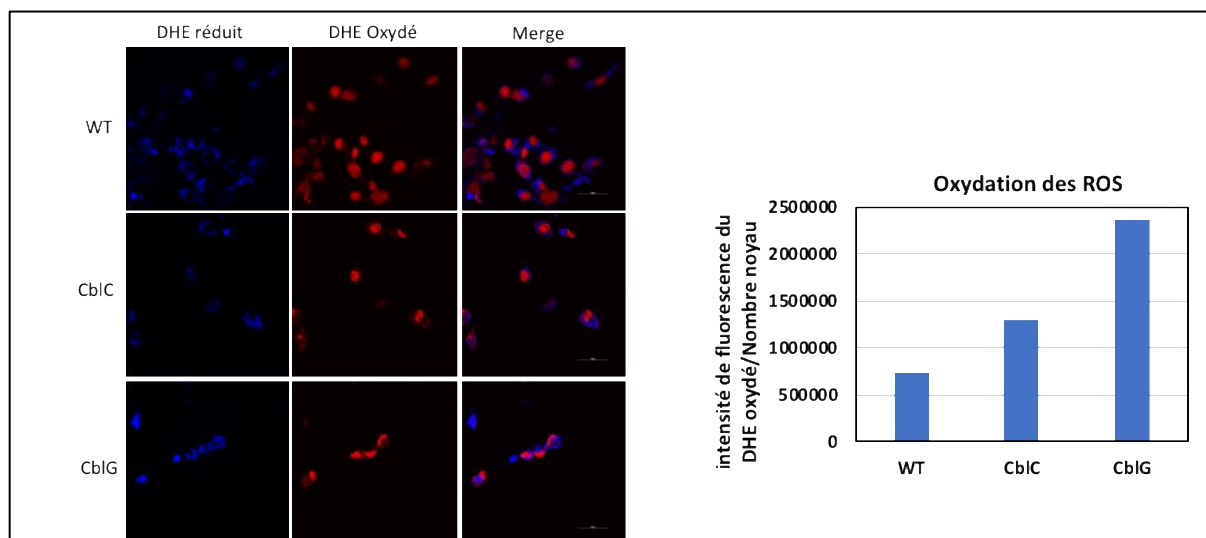 DHE réduit DHE Oxydé Merge
WT
CblC
CblG
Oxydation des ROS
intensité de fluorescence du
DHE oxydé/Nombre noyau
2500000
2000000
1500000
1000000
500000
0
WT CblC CblG